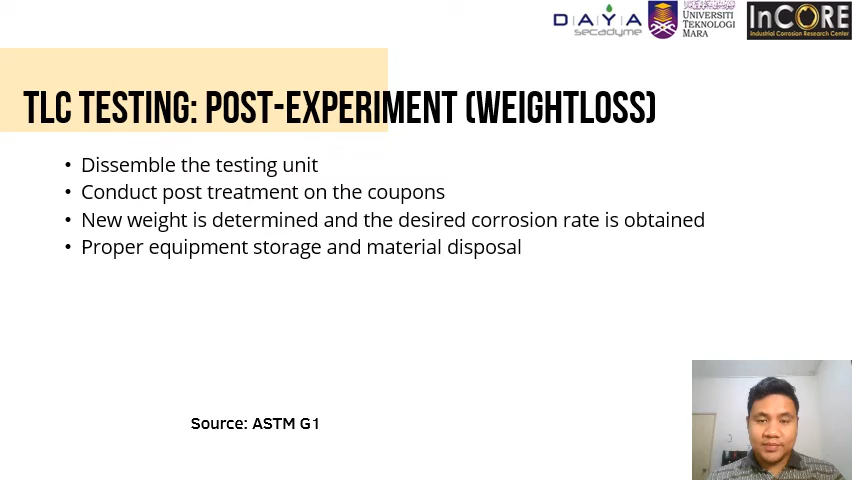 DAYA
secadyme
UNIVERSITI
TEKNOLOGI
MARA
InCORE
Industrial Corrosion Research Center
TLC TESTING: POST-EXPERIMENT (WEIGHTLOSS)
• Dissemble the testing unit
• Conduct post treatment on the coupons
• New weight is determined and the desired corrosion rate is obtained
• Proper equipment storage and material disposal
Source: ASTM G1